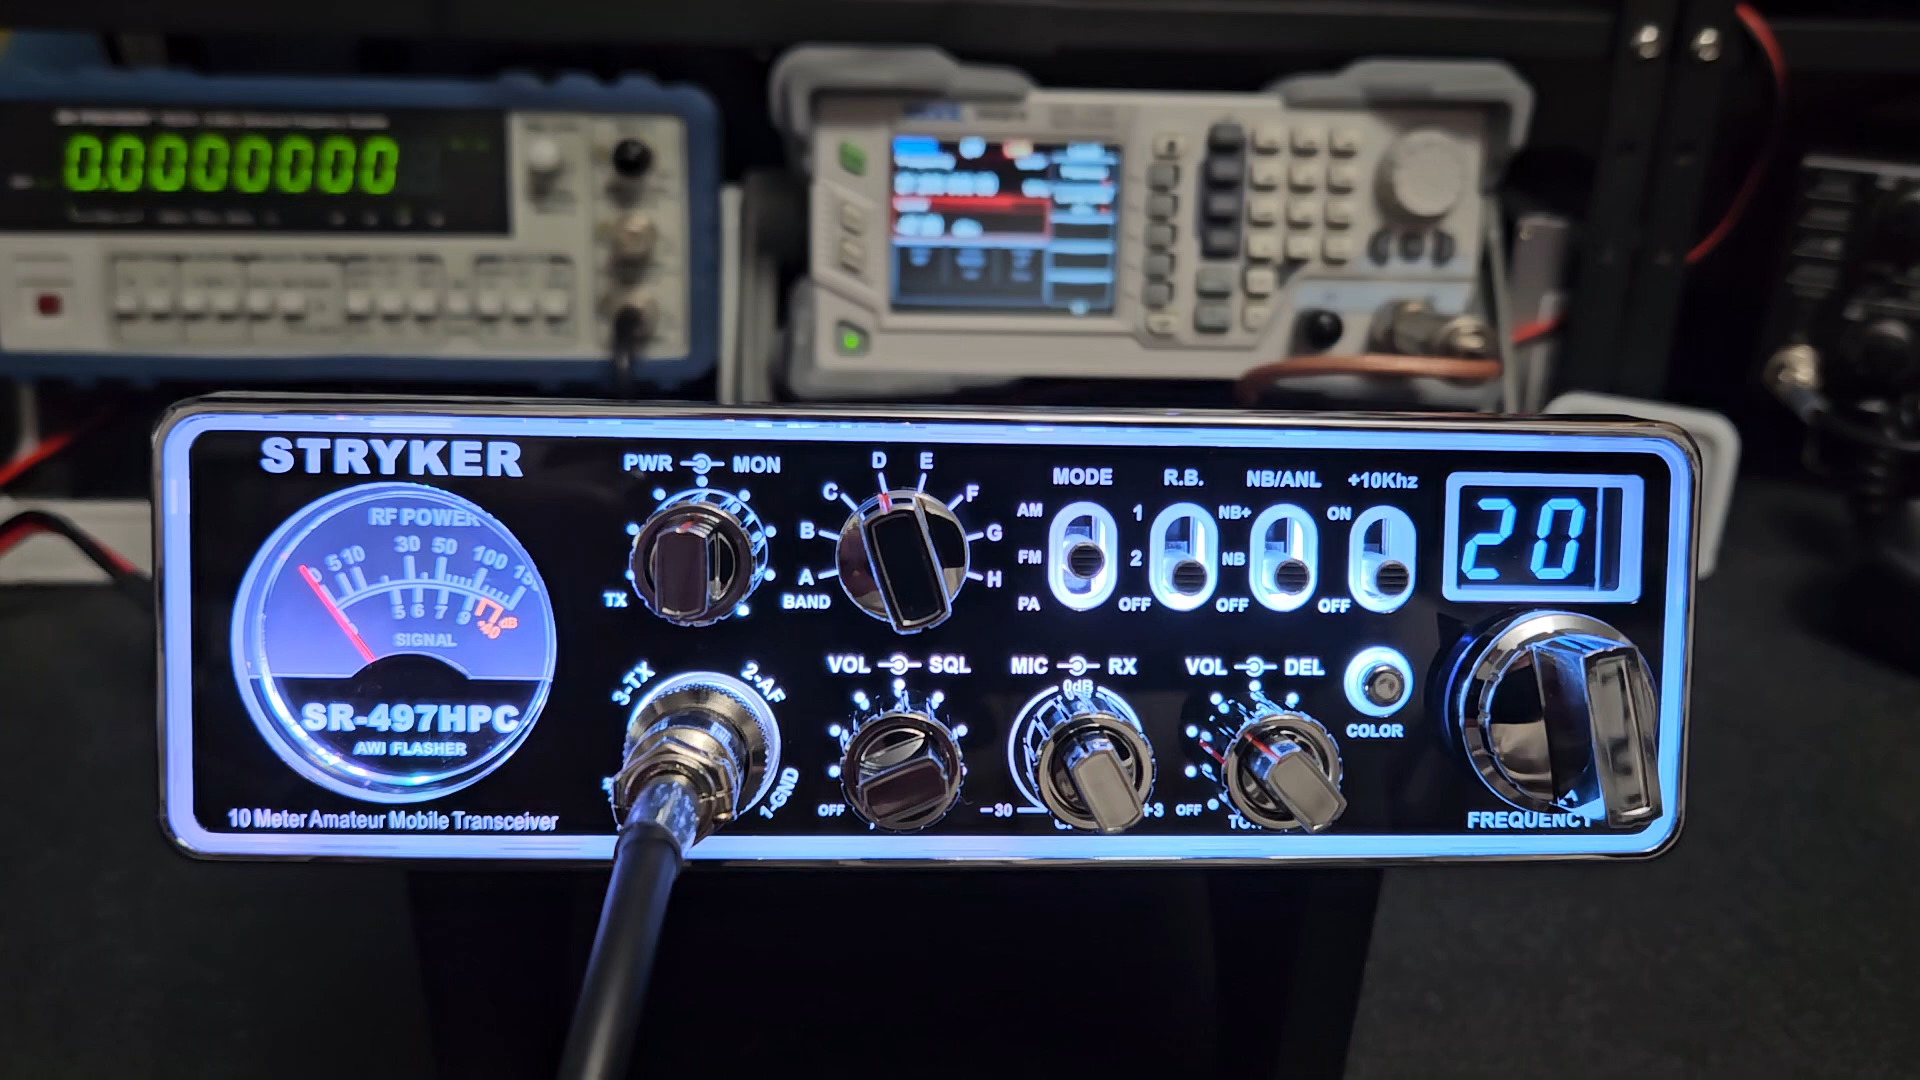 0.0000000
STRYKER
RF POWER
0 5 10 30 50 100
5 6 7 9 +40 dB
SIGNAL
SR-497HPC
AWI FLASHER
10 Meter Amateur Mobile Transceiver
PWR MON
TX
A B C D E F G H
BAND
MODE
AM
FM
PA
R.B.
1
2
OFF
NB/ANL
NB+
NB
OFF
+10Khz
ON
OFF
20
3-TX
2-AF
1-GND
VOL SQL
OFF
MIC RX
0dB
-30 +3
VOL DEL
OFF
COLOR
FREQUENCY